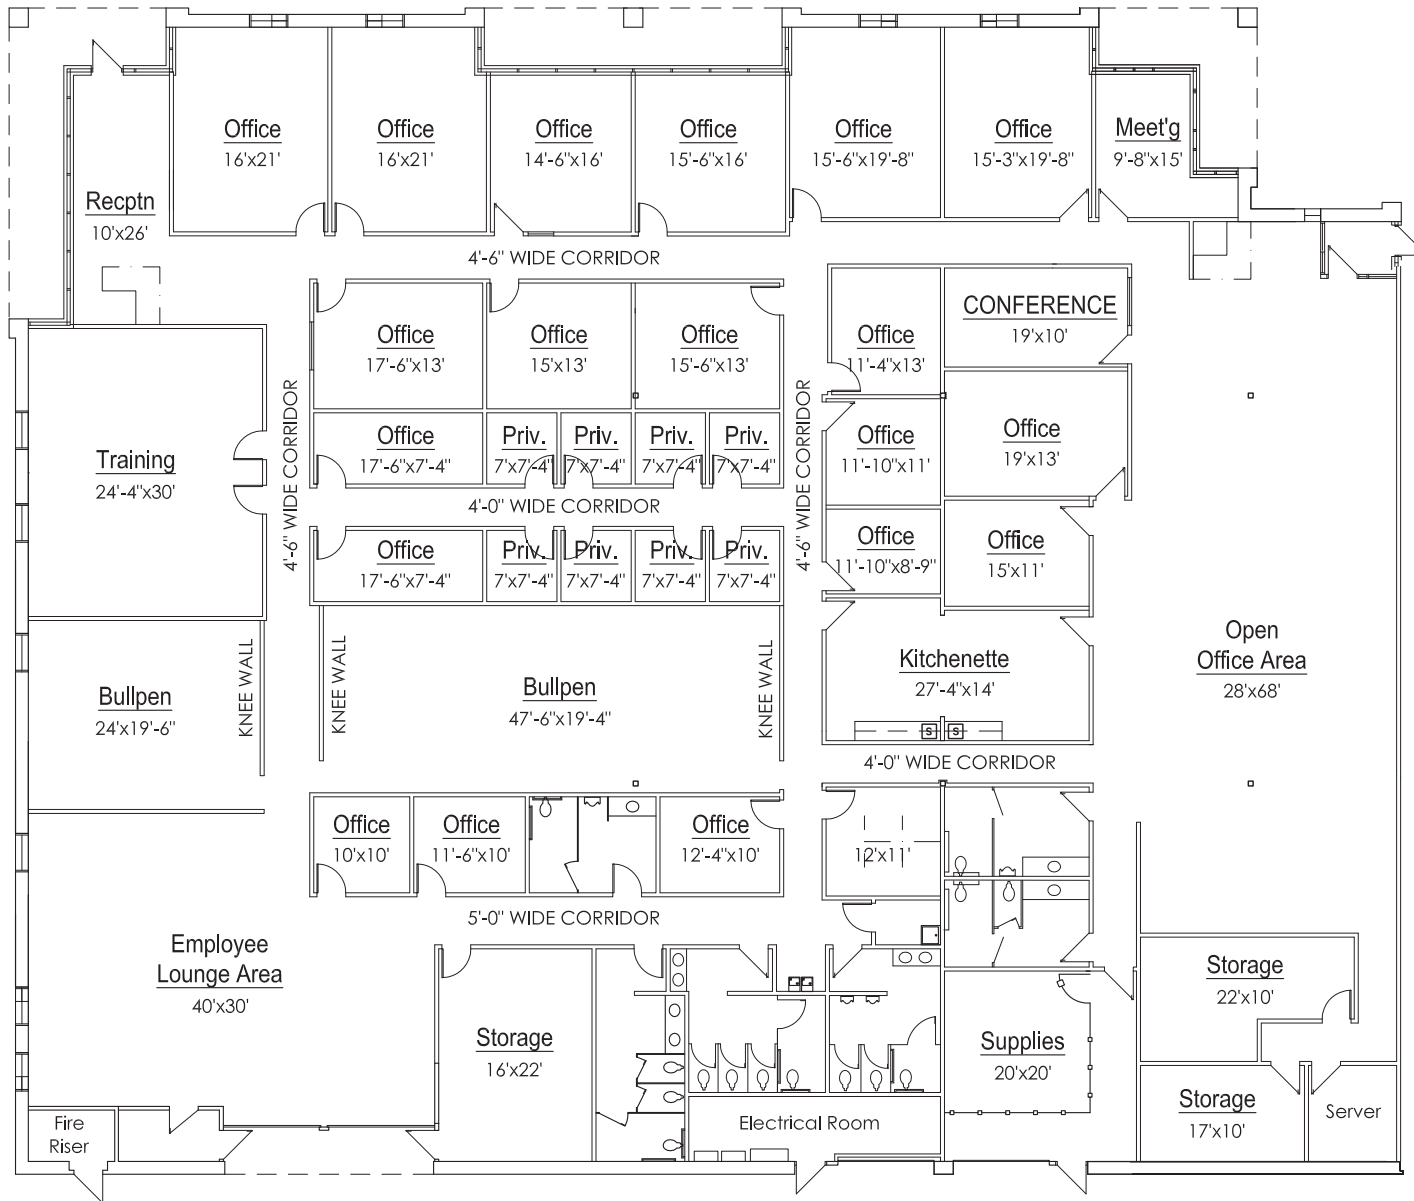 Office
16'x21'
Office
16'x21'
Office
14'-6"x16'
Office
15'-6"x16'
Office
15'-6"x19'-8"
Office
15'-3"x19'-8"
Meet'g
9'-8"x15'
Recptn
10'x26'
4'-6" WIDE CORRIDOR
Office
17'-6"x13'
Office
15'x13'
Office
15'-6"x13'
Office
11'-4"x13'
CONFERENCE
19'x10'
4'-6" WIDE CORRIDOR
4'-6" WIDE CORRIDOR
Training
24'-4"x30'
Office
17'-6"x7'-4"
Priv.
7'x7'-4"
Priv.
7'x7'-4"
Priv.
7'x7'-4"
Priv.
7'x7'-4"
Office
11'-10"x11'
Office
19'x13'
4'-0" WIDE CORRIDOR
Office
17'-6"x7'-4"
Priv.
7'x7'-4"
Priv.
7'x7'-4"
Priv.
7'x7'-4"
Priv.
7'x7'-4"
Office
11'-10"x8'-9"
Office
15'x11'
Open
Office Area
28'x68'
Bullpen
24'x19'-6"
KNEE WALL
KNEE WALL
Bullpen
47'-6"x19'-4"
KNEE WALL
Kitchenette
27'-4"x14'
S
S
4'-0" WIDE CORRIDOR
Office
10'x10'
Office
11'-6"x10'
Office
12'-4"x10'
12'x11'
5'-0" WIDE CORRIDOR
Employee
Lounge Area
40'x30'
Storage
16'x22'
Supplies
20'x20'
Storage
22'x10'
Storage
17'x10'
Server
Fire
Riser
Electrical Room